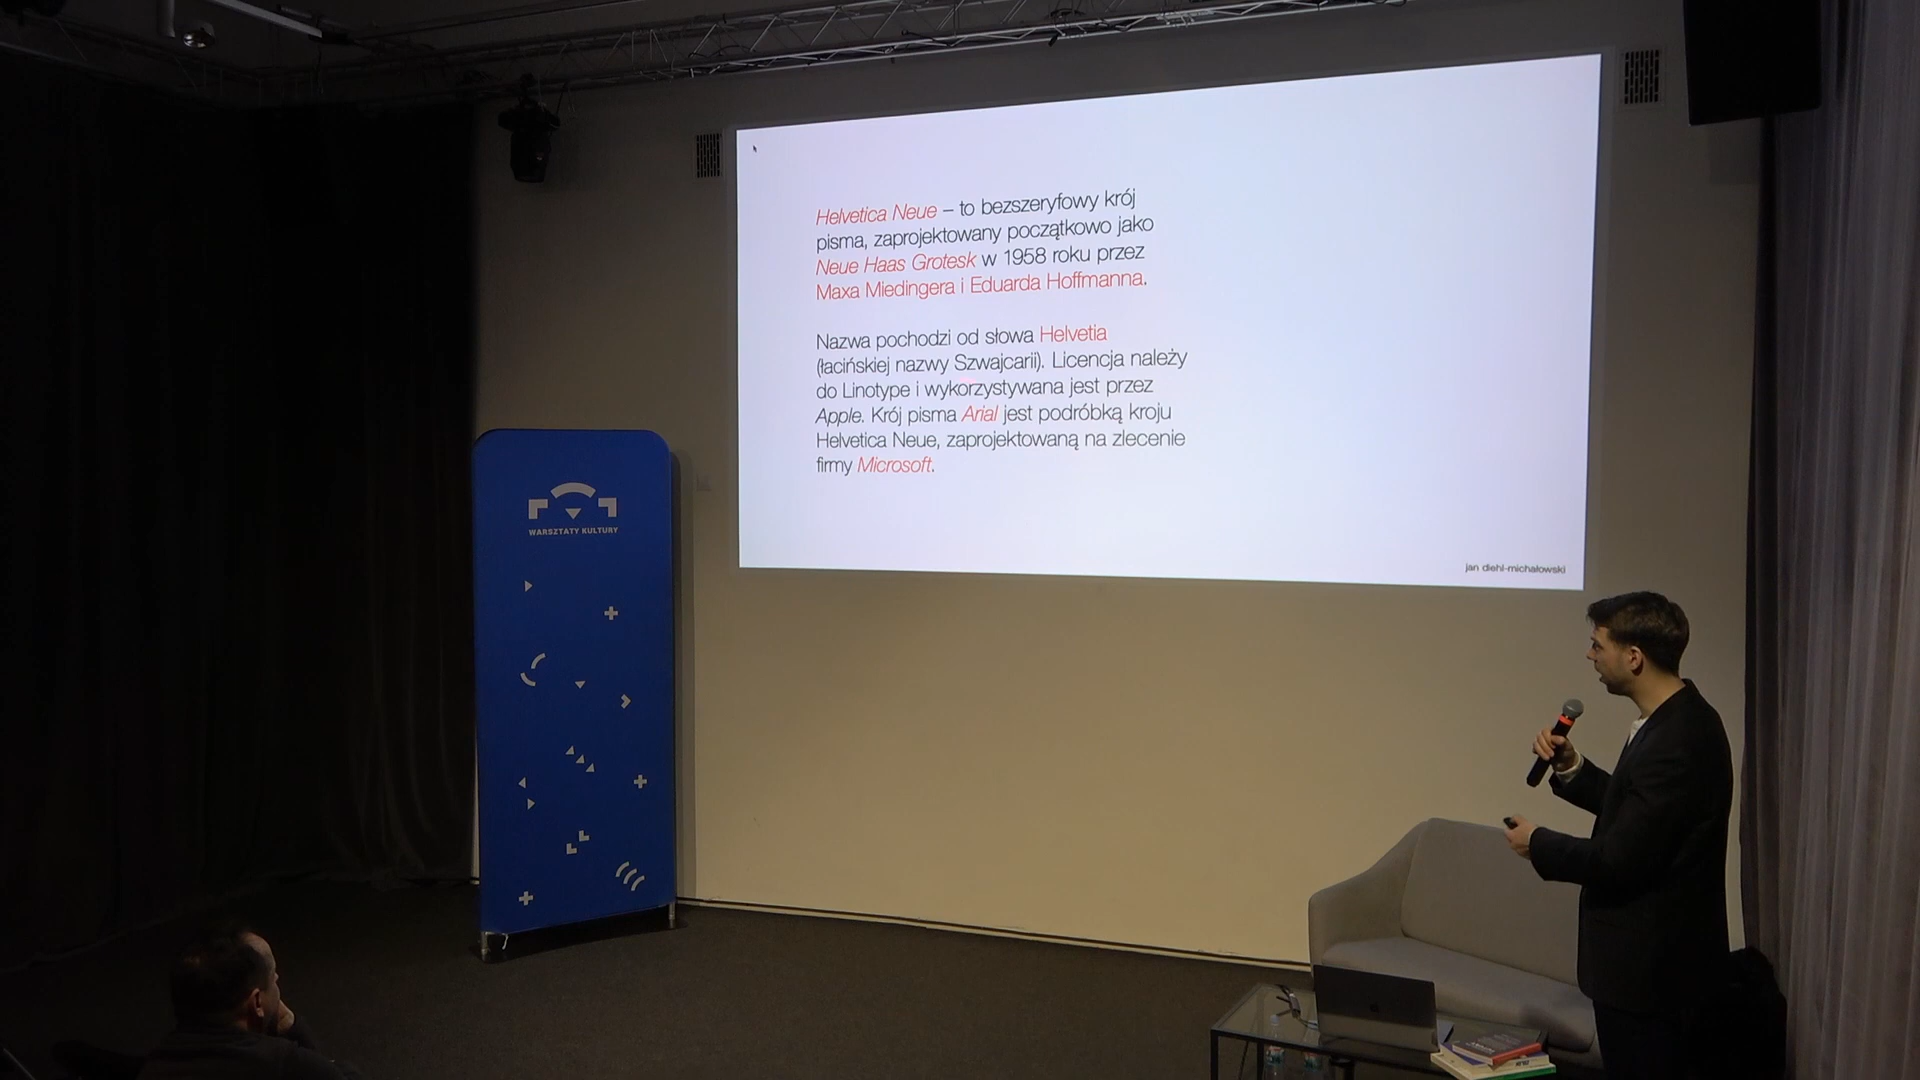 Helvetica Neue – to bezszeryfowy krój
pisma, zaprojektowany początkowo jako
Neue Haas Grotesk w 1958 roku przez
Maxa Miedingera i Eduarda Hoffmanna.
Nazwa pochodzi od słowa Helvetia
(łacińskiej nazwy Szwajcarii). Licencja należy
do Linotype i wykorzystywana jest przez
Apple. Krój pisma Arial jest podróbką kroju
Helvetica Neue, zaprojektowaną na zlecenie
firmy Microsoft.
jan diehl-michałowski
WARSZTATY KULTURY